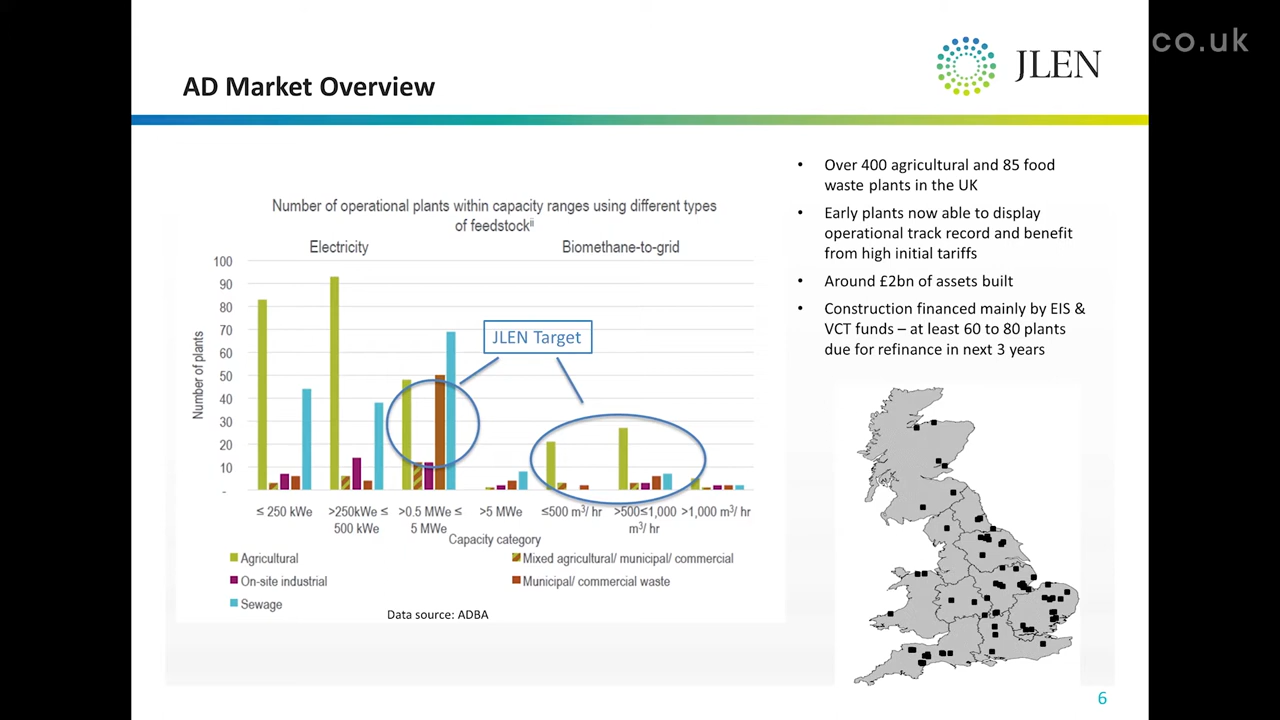 co.uk
JLEN
AD Market Overview
Number of operational plants within capacity ranges using different types
of feedstockⁱⁱ
Electricity
Biomethane-to-grid
Number of plants
100
90
80
70
60
50
40
30
20
10
-
JLEN Target
≤ 250 kWe
>250kWe ≤
500 kWe
>0.5 MWe ≤
5 MWe
>5 MWe
≤500 m³/ hr
>500≤1,000
m³/ hr
>1,000 m³/ hr
Capacity category
Agricultural
Mixed agricultural/ municipal/ commercial
On-site industrial
Municipal/ commercial waste
Sewage
Data source: ADBA
• Over 400 agricultural and 85 food
waste plants in the UK
• Early plants now able to display
operational track record and benefit
from high initial tariffs
• Around £2bn of assets built
• Construction financed mainly by EIS &
VCT funds – at least 60 to 80 plants
due for refinance in next 3 years
6